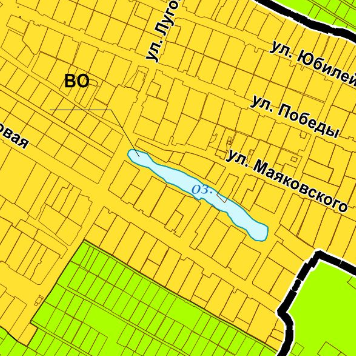 ул. Луго
ул. Юбилей
ВО
ул. Победы
овая
ул. Маяковского
оз.